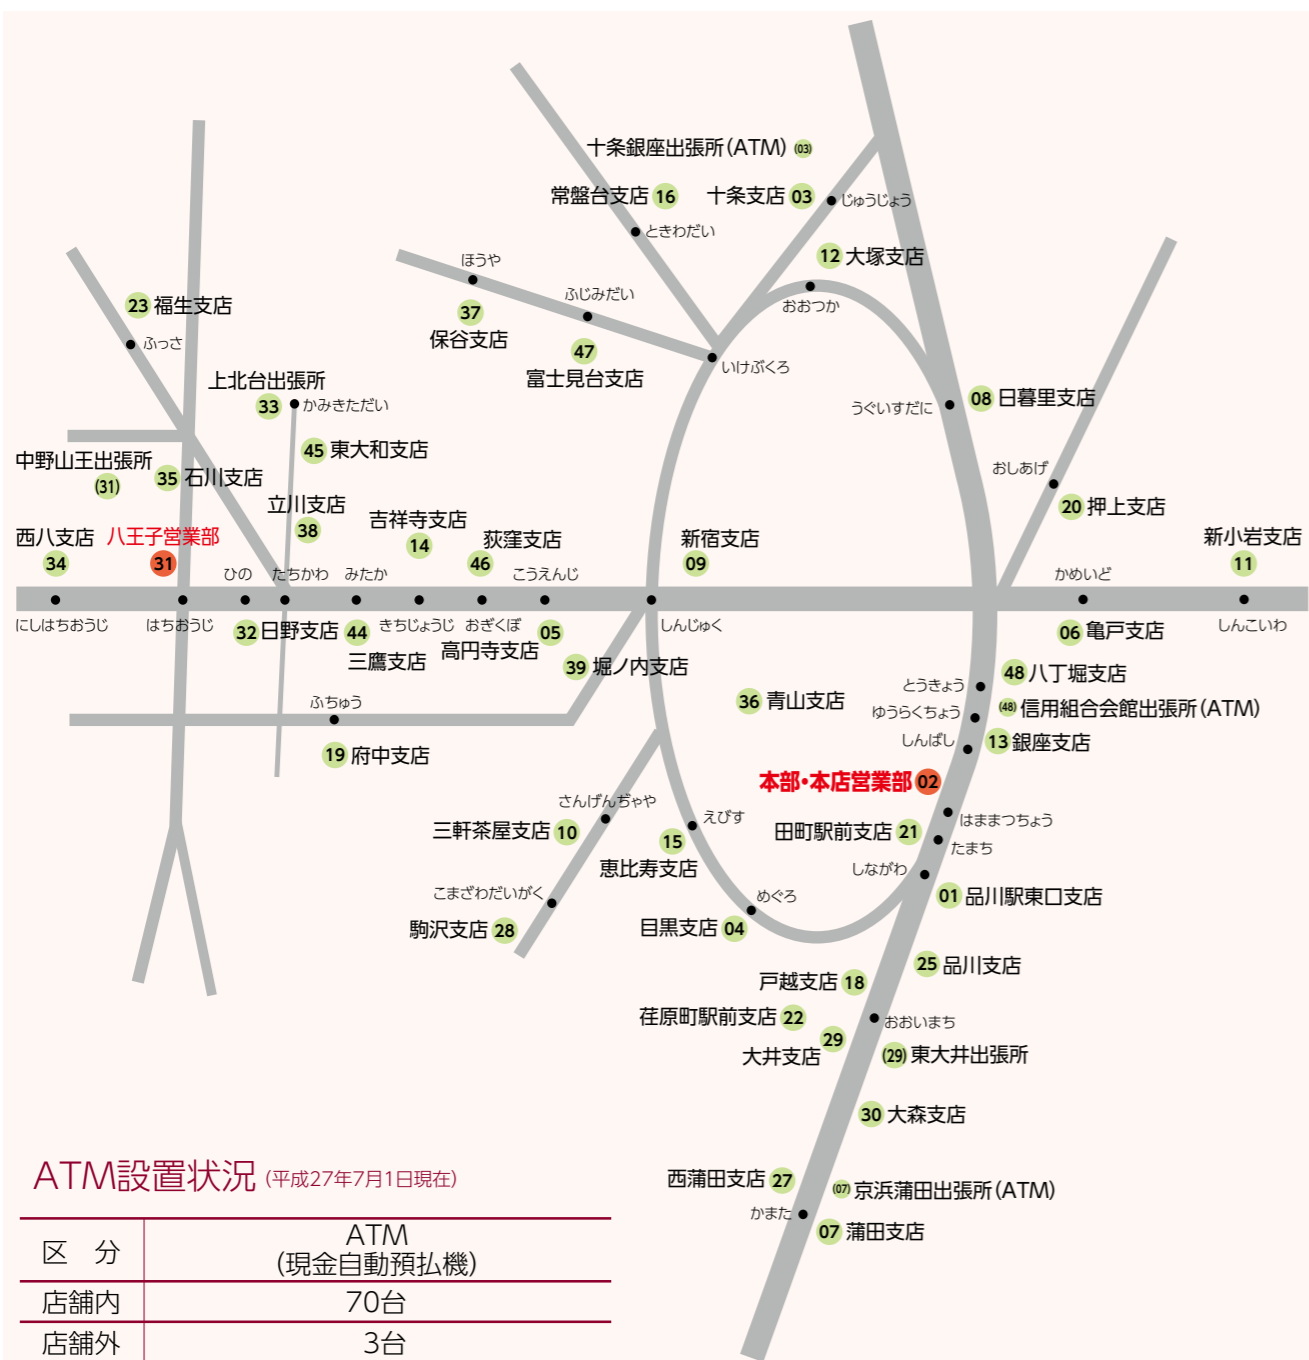 十条銀座出張所(ATM) (03)
常盤台支店 16
十条支店 03
じゅうじょう
ときわだい
12 大塚支店
おおつか
ほうや
37
保谷支店
ふじみだい
47
富士見台支店
いけぶくろ
23 福生支店
ふっさ
上北台出張所
33
かみきただい
うぐいすだに
08 日暮里支店
45 東大和支店
中野山王出張所
(31)
35 石川支店
おしあげ
20 押上支店
立川支店
38
吉祥寺支店
14
荻窪支店
46
新宿支店
09
新小岩支店
11
西八支店
34
八王子営業部
31
ひの
たちかわ
みたか
こうえんじ
かめいど
にしはちおうじ
はちおうじ
32 日野支店
44
三鷹支店
きちじょうじ
おぎくぼ
高円寺支店
05
しんじゅく
06 亀戸支店
しんこいわ
39 堀ノ内支店
48 八丁堀支店
とうきょう
36 青山支店
ゆうらくちょう
(48) 信用組合会館出張所(ATM)
ふちゅう
19 府中支店
しんばし
13 銀座支店
本部・本店営業部 02
さんげんぢゃや
三軒茶屋支店 10
えびす
15
恵比寿支店
田町駅前支店 21
はままつちょう
たまち
しながわ
01 品川駅東口支店
こまざわだいがく
駒沢支店 28
めぐろ
目黒支店 04
25 品川支店
戸越支店 18
荏原町駅前支店 22
おおいまち
大井支店 29
(29) 東大井出張所
30 大森支店
西蒲田支店 27
(07) 京浜蒲田出張所(ATM)
かまた
07 蒲田支店
ATM設置状況 (平成27年7月1日現在)
区 分 ATM
(現金自動預払機)
店舗内 70台
店舗外 3台